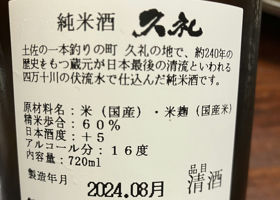 純米酒 久礼
土佐の一本釣りの町 久礼の地で、約240年の
歴史をもつ蔵元が日本最後の清流といわれる
四万十川の伏流水で仕込んだ純米酒です。
原材料名:米(国産)・米麹(国産米)
精米歩合:60%
日本酒度:+5
アルコール分:16度
内容量:720ml
製造年月 2024.08月
品目
清酒